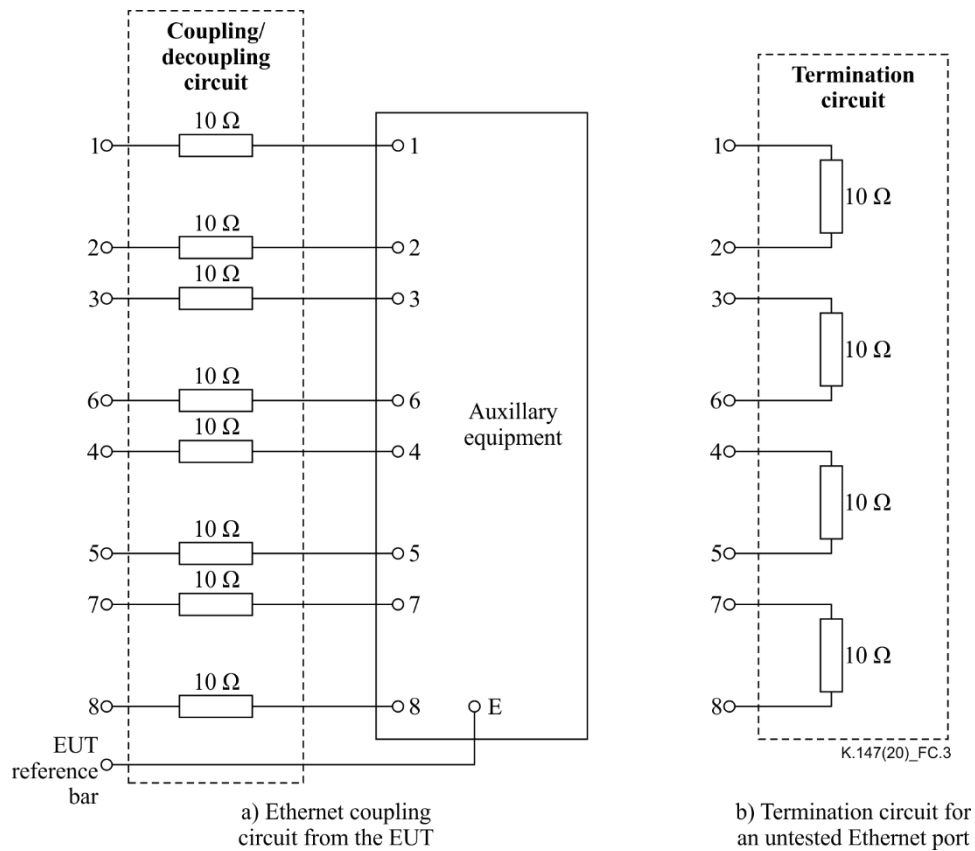 Coupling/
decoupling
circuit
10 Ω
1
1
10 Ω
2
2
10 Ω
3
3
10 Ω
6
6
10 Ω
4
4
10 Ω
5
5
10 Ω
7
7
10 Ω
8
8
E
EUT
reference
bar
Auxillary
equipment
a) Ethernet coupling
circuit from the EUT
Termination
circuit
1
10 Ω
2
3
10 Ω
6
4
10 Ω
5
7
10 Ω
8
K.147(20)_FC.3
b) Termination circuit for
an untested Ethernet port